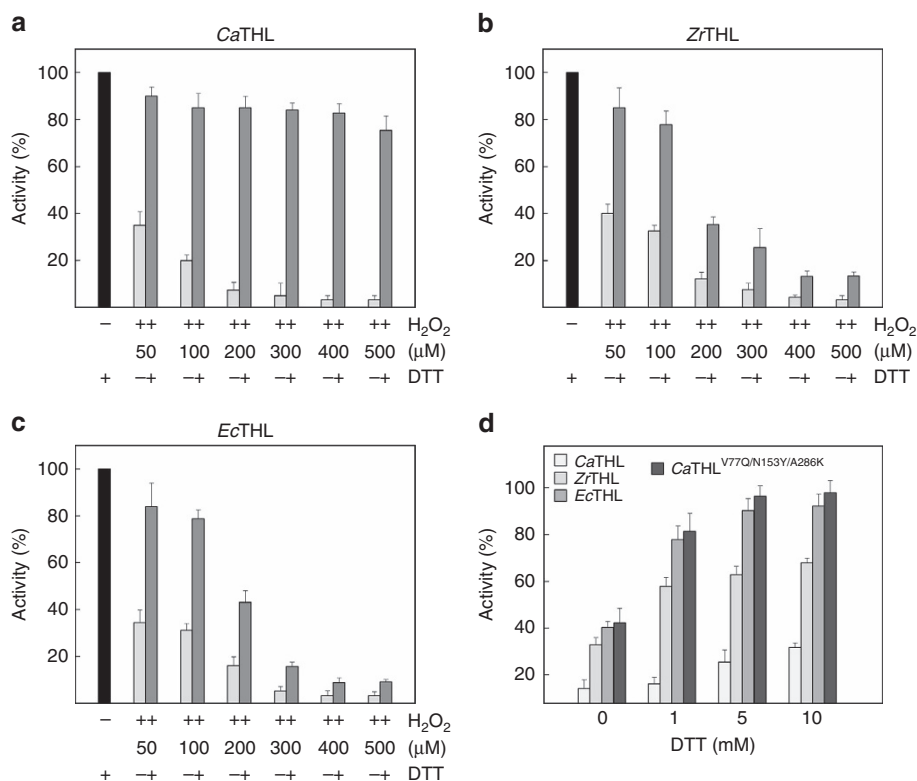 a
CaTHL
Activity (%)
100
80
60
40
20
– ++ ++ ++ ++ ++ ++ H₂O₂
50 100 200 300 400 500 (μM)
+ –+ –+ –+ –+ –+ –+ DTT
b
ZrTHL
Activity (%)
100
80
60
40
20
– ++ ++ ++ ++ ++ ++ H₂O₂
50 100 200 300 400 500 (μM)
+ –+ –+ –+ –+ –+ –+ DTT
c
EcTHL
Activity (%)
100
80
60
40
20
– ++ ++ ++ ++ ++ ++ H₂O₂
50 100 200 300 400 500 (μM)
+ –+ –+ –+ –+ –+ –+ DTT
d
CaTHL
ZrTHL
EcTHL
CaTHL^V77Q/N153Y/A286K
Activity (%)
100
80
60
40
20
0 1 5 10
DTT (mM)